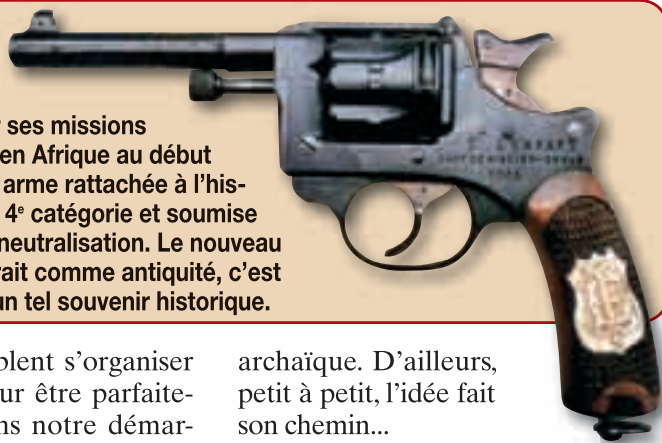 r ses missions
en Afrique au début
arme rattachée à l'his-
4e catégorie et soumise
neutralisation. Le nouveau
rait comme antiquité, c'est
un tel souvenir historique.
blent s'organiser
ur être parfaite-
ns notre démar-
archaïque. D'ailleurs,
petit à petit, l'idée fait
son chemin...